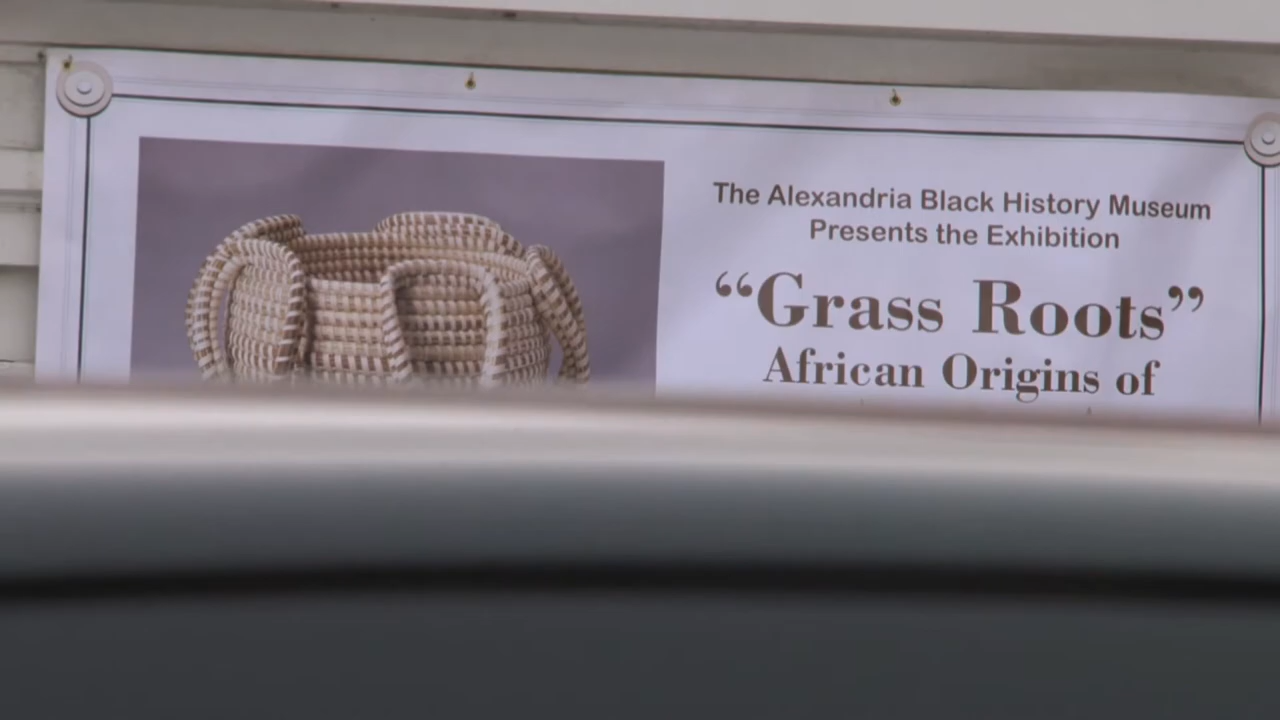 The Alexandria Black History Museum
Presents the Exhibition
“Grass Roots”
African Origins of